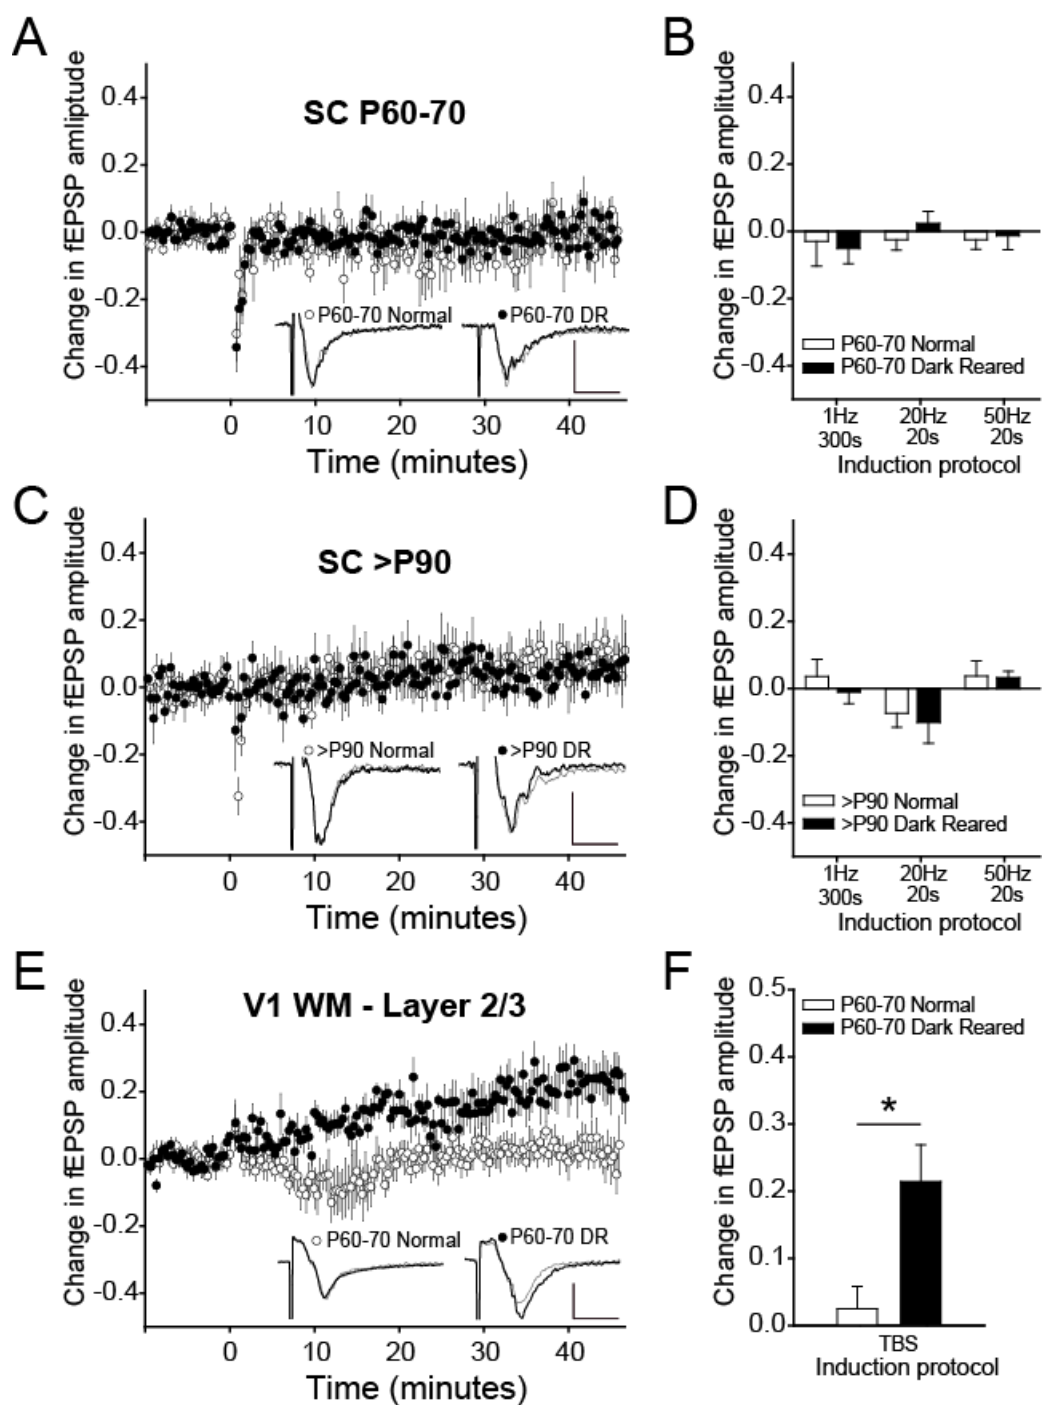 A
Change in fEPSP amliptude
0.4
0.2
0.0
-0.2
-0.4
SC P60-70
P60-70 Normal
P60-70 DR
0 10 20 30 40
Time (minutes)
B
Change in fEPSP amplitude
0.4
0.2
0.0
-0.2
-0.4
P60-70 Normal
P60-70 Dark Reared
1Hz 20Hz 50Hz
300s 20s 20s
Induction protocol
C
Change in fEPSP amplitude
0.4
0.2
0.0
-0.2
-0.4
SC >P90
>P90 Normal
>P90 DR
0 10 20 30 40
Time (minutes)
D
Change in fEPSP amplitude
0.4
0.2
0.0
-0.2
-0.4
>P90 Normal
>P90 Dark Reared
1Hz 20Hz 50Hz
300s 20s 20s
Induction protocol
E
Change in fEPSP amplitude
0.4
0.2
0.0
-0.2
-0.4
V1 WM - Layer 2/3
P60-70 Normal
P60-70 DR
0 10 20 30 40
Time (minutes)
F
Change in fEPSP amplitude
0.5
0.4
0.3
0.2
0.1
0.0
P60-70 Normal
P60-70 Dark Reared
*
TBS
Induction protocol